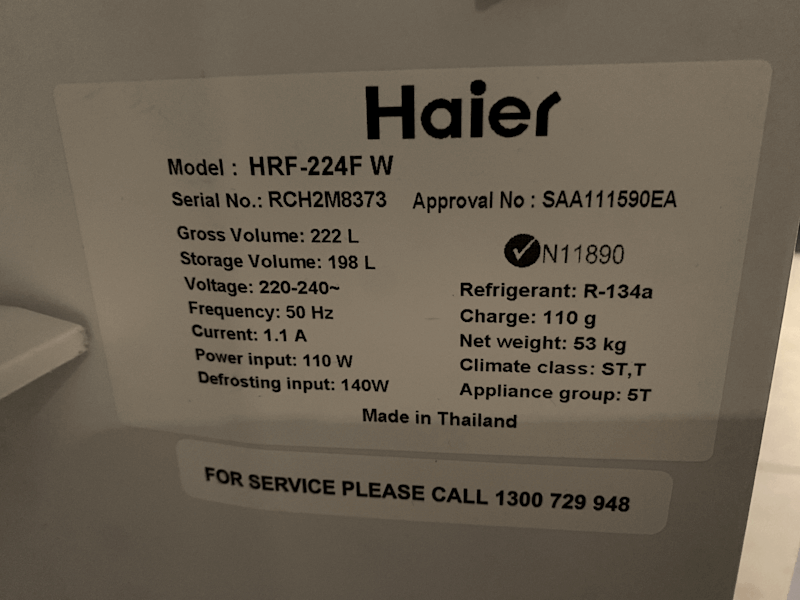 Haier
Model : HRF-224F W
Serial No.: RCH2M8373 Approval No : SAA111590EA
Gross Volume: 222 L
Storage Volume: 198 L
Voltage: 220-240~
Frequency: 50 Hz
Current: 1.1 A
Power input: 110 W
Defrosting input: 140W
N11890
Refrigerant: R-134a
Charge: 110 g
Net weight: 53 kg
Climate class: ST,T
Appliance group: 5T
Made in Thailand
FOR SERVICE PLEASE CALL 1300 729 948